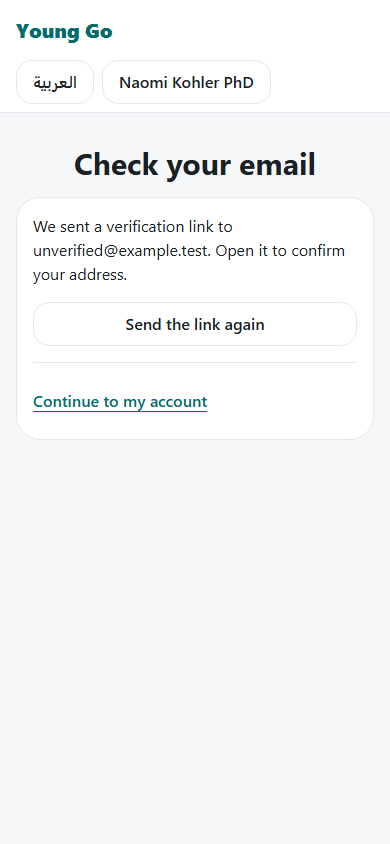 Young Go
العربية
Naomi Kohler PhD
Check your email
We sent a verification link to
unverified@example.test. Open it to confirm
your address.
Send the link again
Continue to my account